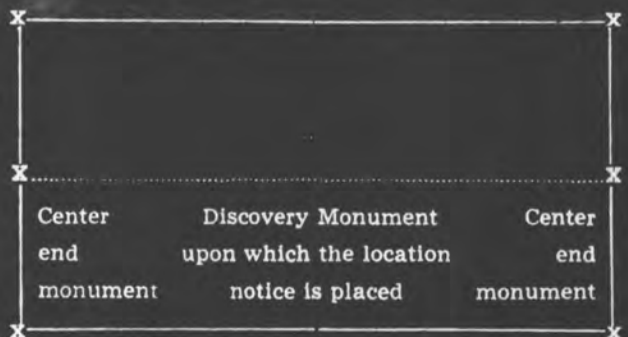 X X
X X
Center Discovery Monument Center
end upon which the location end
monument notice is placed monument
X X